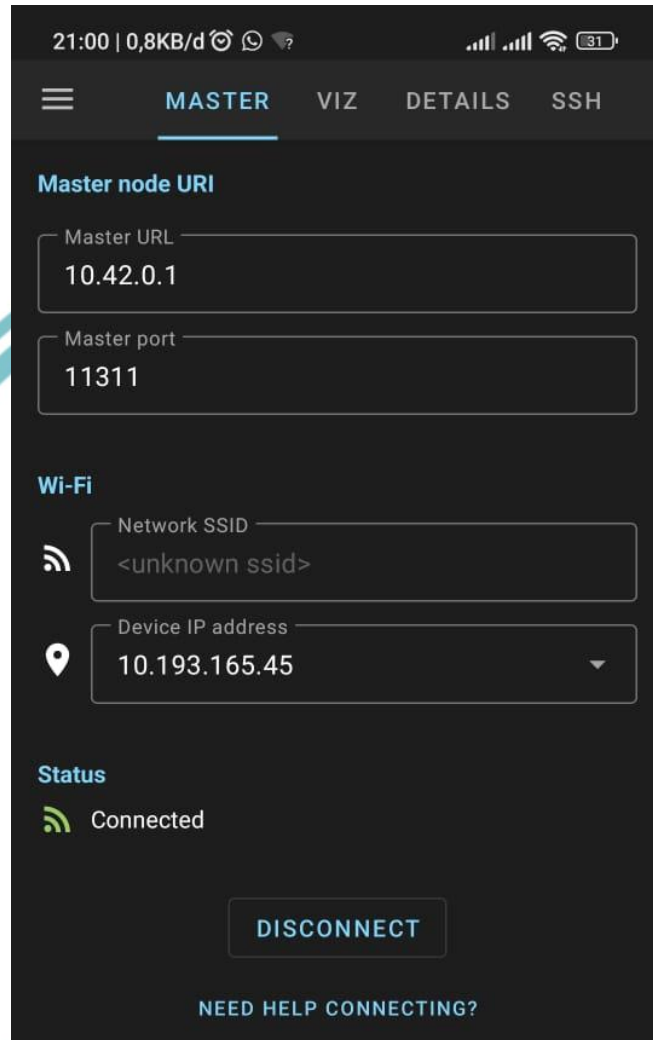 21:00 | 0,8KB/d
31
MASTER VIZ DETAILS SSH
Master node URI
Master URL
10.42.0.1
Master port
11311
Wi-Fi
Network SSID
<unknown ssid>
Device IP address
10.193.165.45
Status
Connected
DISCONNECT
NEED HELP CONNECTING?